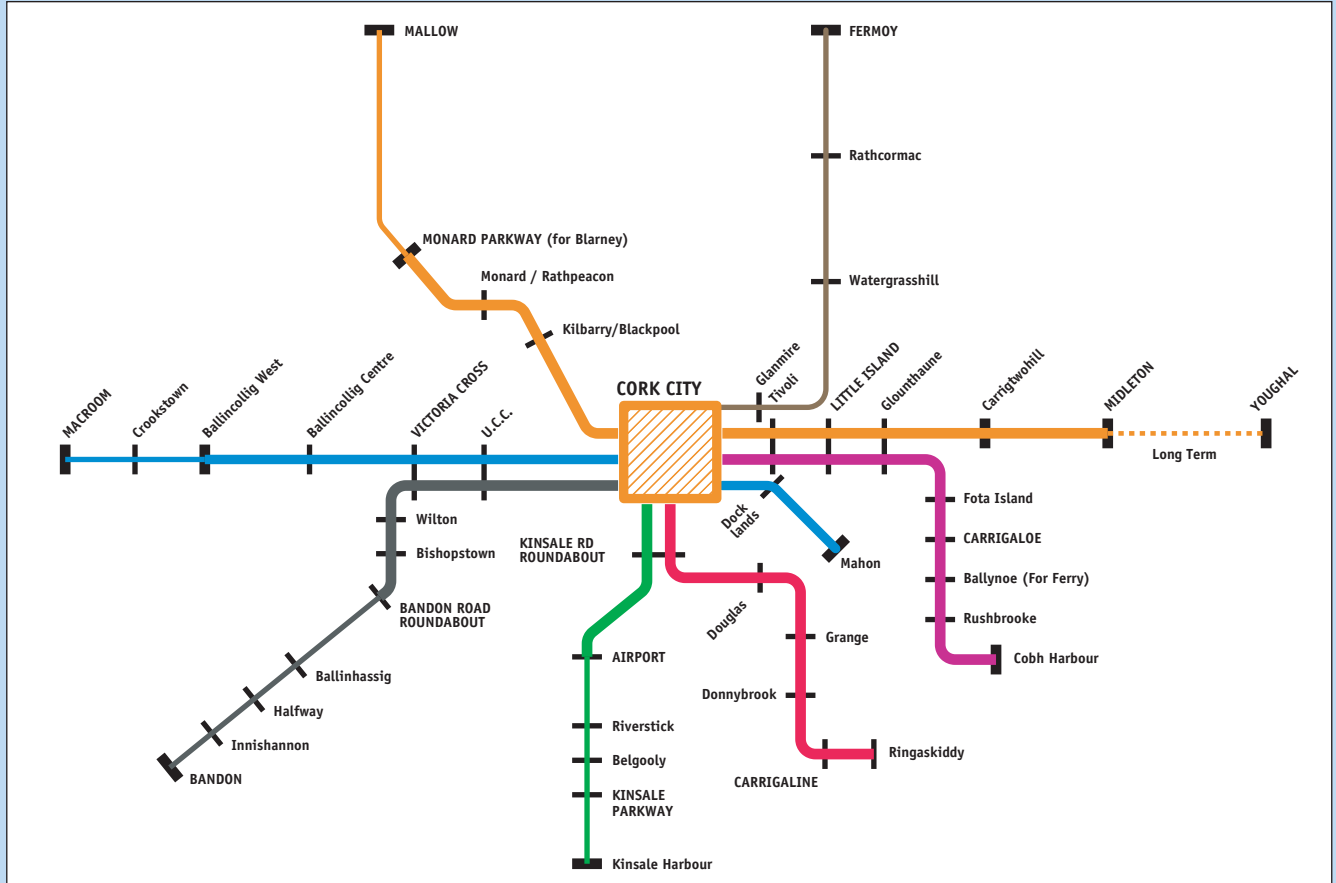 MALLOW
FERMOY
Rathcormac
MONARD PARKWAY (for Blarney)
Monard / Rathpeacon
Watergrasshill
Kilbarry/Blackpool
CORK CITY
MACROOM
Crookstown
Ballincollig West
Ballincollig Centre
VICTORIA CROSS
U.C.C.
Glanmire
Tivoli
LITTLE ISLAND
Glounthaune
Carrigtwohill
MIDLETON
YOUGHAL
Long Term
Wilton
Bishopstown
BANDON ROAD
ROUNDABOUT
Ballinhassig
Halfway
Innishannon
BANDON
KINSALE RD
ROUNDABOUT
Dock
lands
Mahon
Fota Island
CARRIGALOE
Ballynoe (For Ferry)
Rushbrooke
Cobh Harbour
Douglas
Grange
Donnybrook
CARRIGALINE
Ringaskiddy
AIRPORT
Riverstick
Belgooly
KINSALE
PARKWAY
Kinsale Harbour